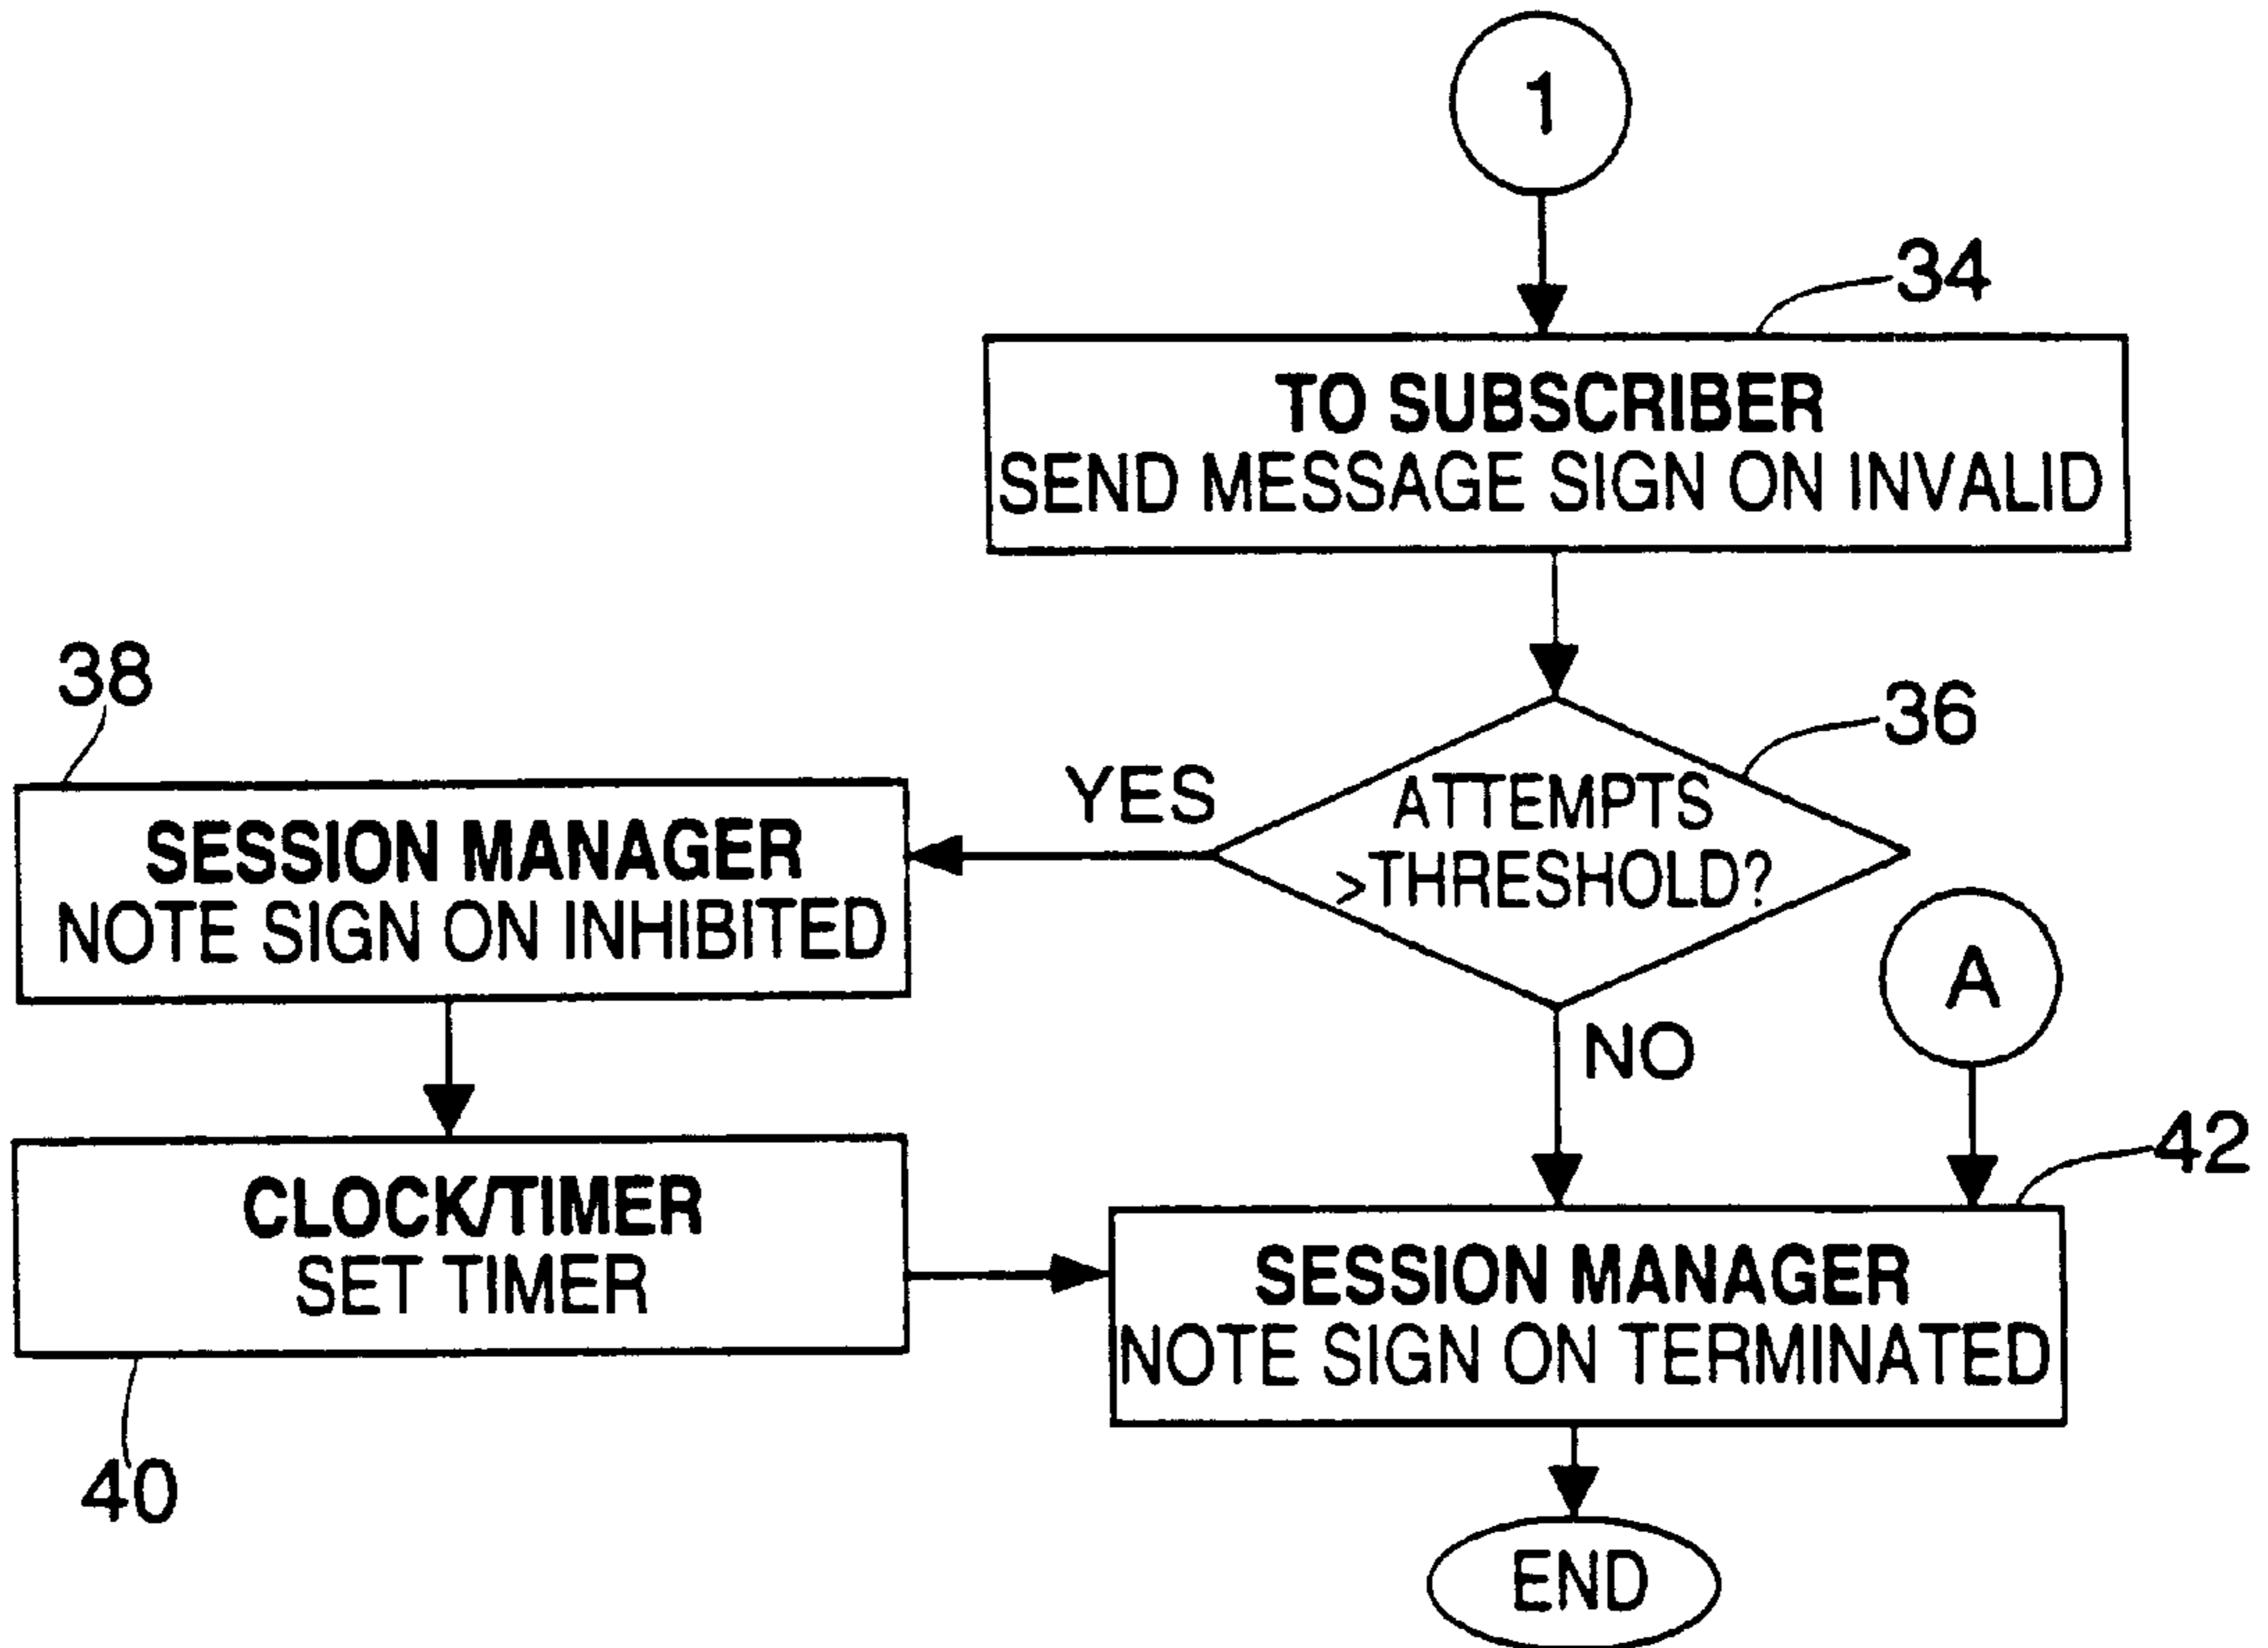 1
34
TO SUBSCRIBER
SEND MESSAGE SIGN ON INVALID
36
ATTEMPTS
>THRESHOLD?
YES
38
SESSION MANAGER
NOTE SIGN ON INHIBITED
NO
A
CLOCK/TIMER
SET TIMER
40
42
SESSION MANAGER
NOTE SIGN ON TERMINATED
END